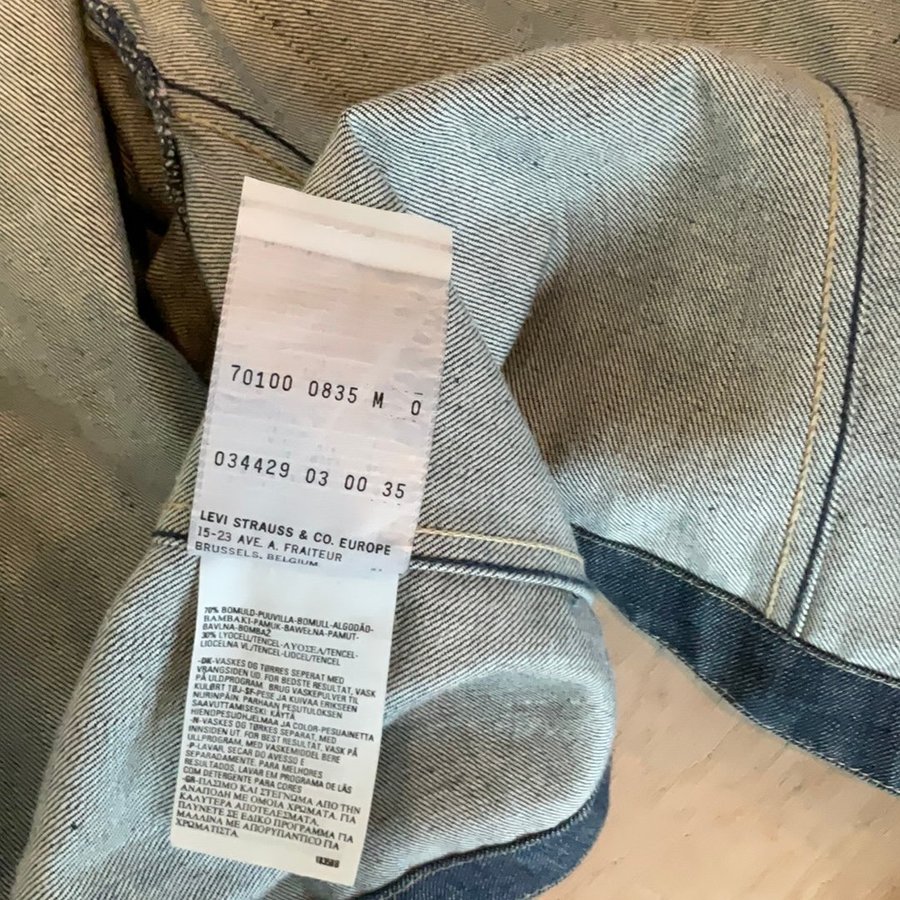 70100 0835 M 0
034429 03 00 35
LEVI STRAUSS & CO. EUROPE
15-23 AVE. A. FRAITEUR
BRUSSELS, BELGIUM
70% BOMULD-PUUVILLA-BOMULL-ALGODÃO-
BAMBAKI-PAMUK-BAWEŁNA-PAMUT-
BAVLNA-BOMBAŽ
30% LYOCELL/TENCEL-ΛΥΟΣΕΛ/TENCEL-
LIOCELNA VL/TENCEL-LIOCEL/TENCEL
-DK-VASKES OG TØRRES SEPERAT MED
VRANGSIDEN UD. FOR BEDSTE RESULTAT, VASK
PÅ ULDPROGRAM. BRUG VASKEPULVER TIL
KULØRT TØJ-SF-PESE JA KUIVAA ERIKSEEN
NURINPÄIN PARHAAN PESUTULOKSEN
SAAVUTTAMISEKSI KÄYTÄ
HIENOPESUOHJELMAA JA COLOR-PESUAINETTA
-N-VASKES OG TØRKES SEPARAT, MED
INNSIDEN UT. FOR BEST RESULTAT, VASK PÅ
ULLPROGRAM, MED VASKEMIDDEL BERE
-P-LAVAR, SECAR DO AVESSO E
SEPARADAMENTE. PARA MELHORES
RESULTADOS, LAVAR EM PROGRAMA DE LÃS
COM DETERGENTE PARA CORES
-GR-ΠΛΣΙΜΟ ΚΑΙ ΣΤΕΓΝΩΜΑ ΑΠΟ ΤΗΝ
ΑΝΑΠΟΔΗ ΜΕ ΟΜΟΙΑ ΧΡΩΜΑΤΑ. ΓΙΑ
ΚΑΛΥΤΕΡΑ ΑΠΟΤΕΛΕΣΜΑΤΑ,
ΠΛΥΝΕΤΕ ΣΕ ΕΙΔΙΚΟ ΠΡΟΓΡΑΜΜΑ ΓΙΑ
ΜΑΛΛΙΝΑ ΜΕ ΑΠΟΡΥΠΑΝΤΙΚΟ ΓΙΑ
ΧΡΩΜΑΤΙΣΤΑ